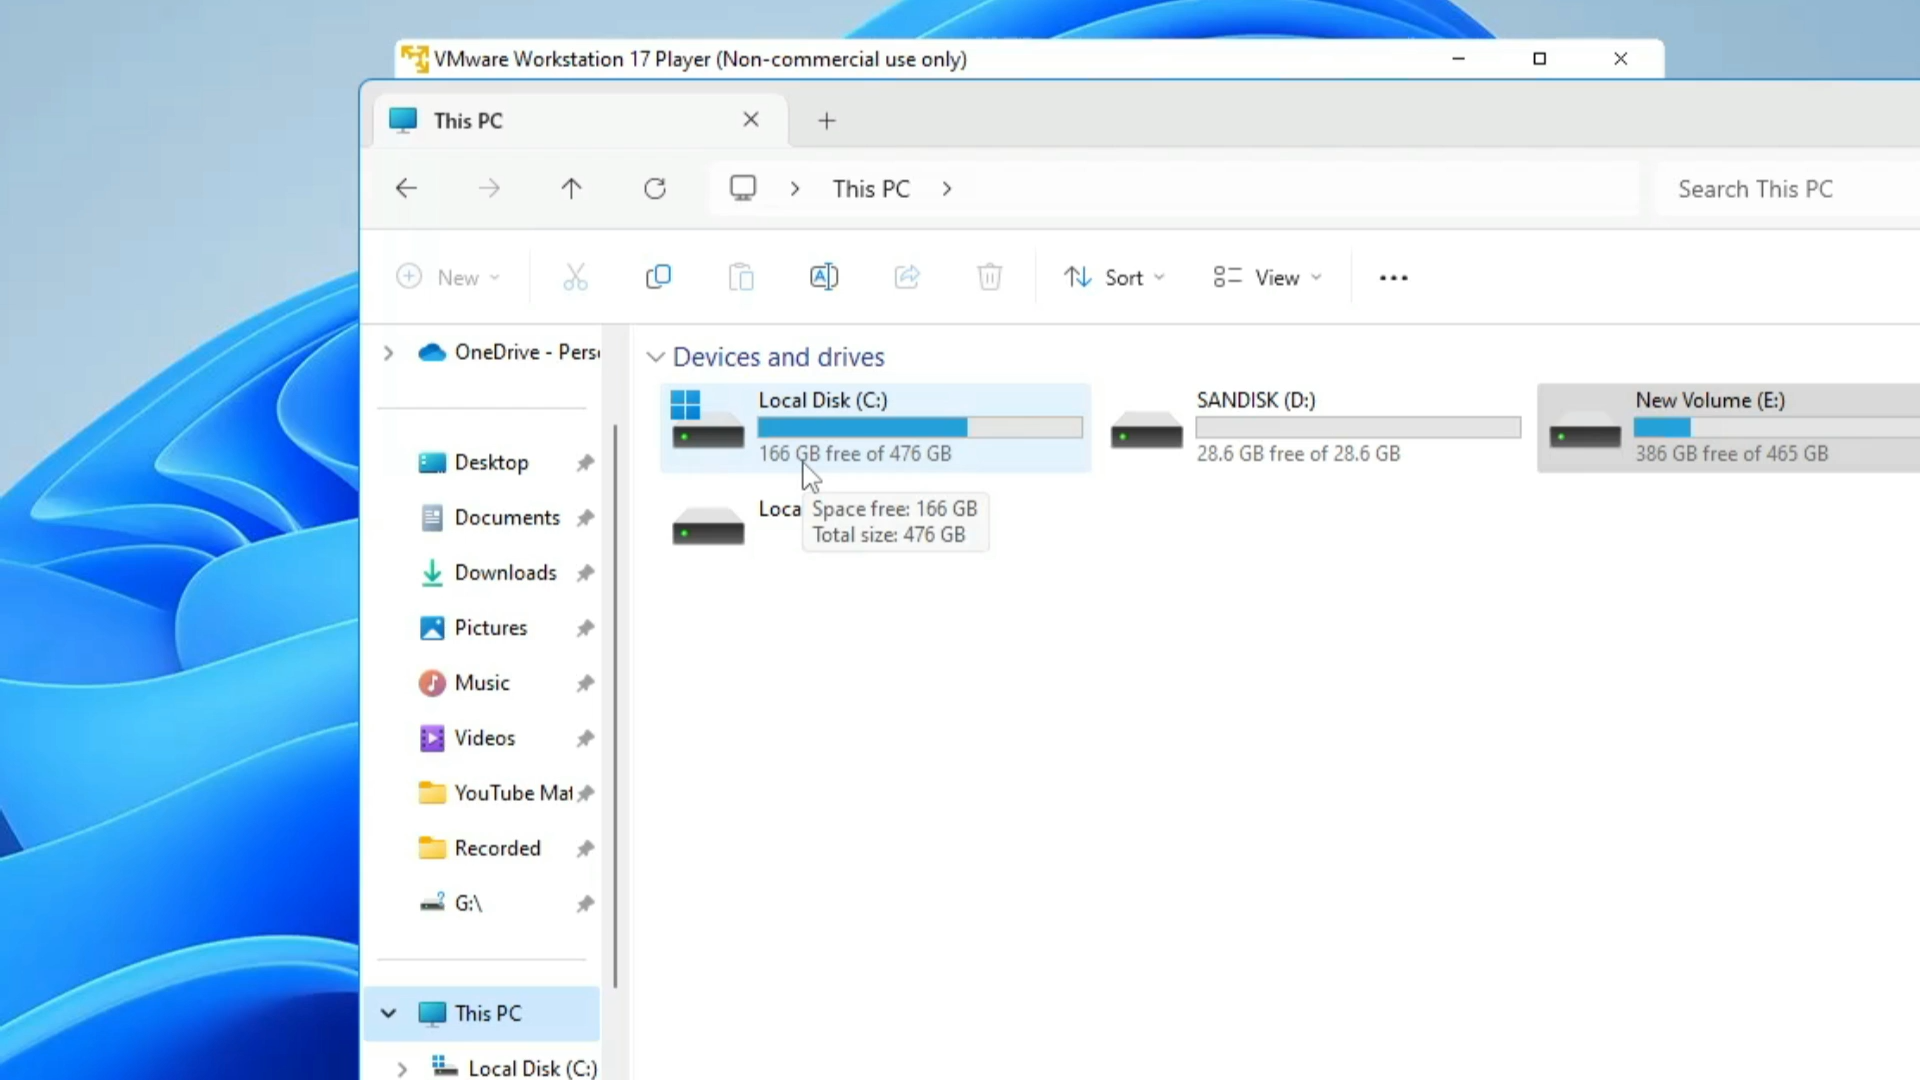 VMware Workstation 17 Player (Non-commercial use only)
This PC
This PC
Search This PC
New
Sort
View
OneDrive - Pers
Devices and drives
Local Disk (C:)
166 GB free of 476 GB
SANDISK (D:)
28.6 GB free of 28.6 GB
New Volume (E:)
386 GB free of 465 GB
Loca
Space free: 166 GB
Total size: 476 GB
Desktop
Documents
Downloads
Pictures
Music
Videos
YouTube Mat
Recorded
G:\
This PC
Local Disk (C:)